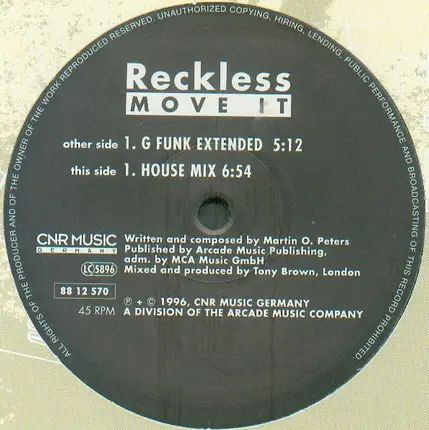 ALL RIGHTS OF THE PRODUCER AND OF THE OWNER OF THE WORK REPRODUCED RESERVED. UNAUTHORIZED COPYING, HIRING, LENDING, PUBLIC PERFORMANCE AND BROADCASTING OF THIS RECORD PROHIBITED.
Reckless
MOVE IT
other side 1. G FUNK EXTENDED 5:12
this side 1. HOUSE MIX 6:54
CNR MUSIC
GERMANY
LC 5896
88 12 570
45 RPM
Written and composed by Martin O. Peters
Published by Arcade Music Publishing,
adm. by MCA Music GmbH
Mixed and produced by Tony Brown, London
℗ - © 1996, CNR MUSIC GERMANY
A DIVISION OF THE ARCADE MUSIC COMPANY